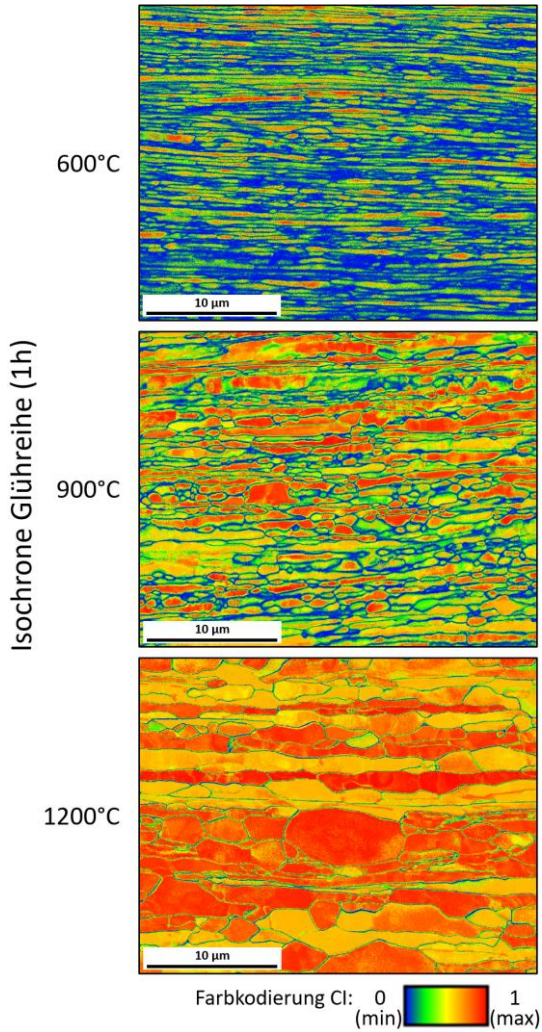 Isochrone Glühreihe (1h)
600°C
10 µm
900°C
10 µm
1200°C
10 µm
Farbkodierung CI: 0 1
(min) (max)